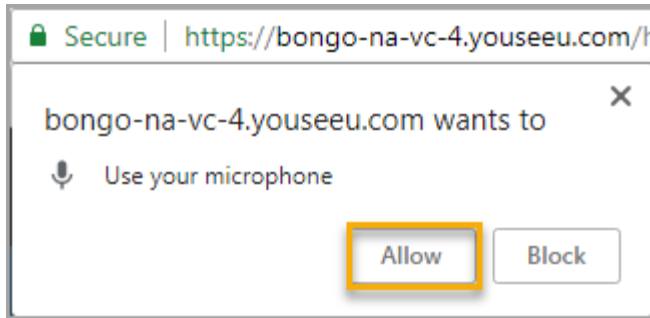 Secure | https://bongo-na-vc-4.youseeu.com/
bongo-na-vc-4.youseeu.com wants to
Use your microphone
Allow Block